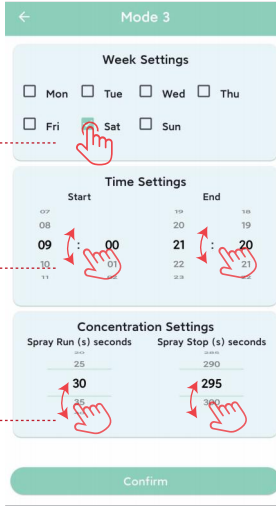 ← Mode 3
Week Settings
Mon Tue Wed Thu
Fri Sat Sun
Time Settings
Start End
07 19 18
08 20 19
09 : 00 21 : 20
10 01 22 21
11 02 23 22
Concentration Settings
Spray Run (s) seconds Spray Stop (s) seconds
20 285
25 290
30 295
35 300
Confirm